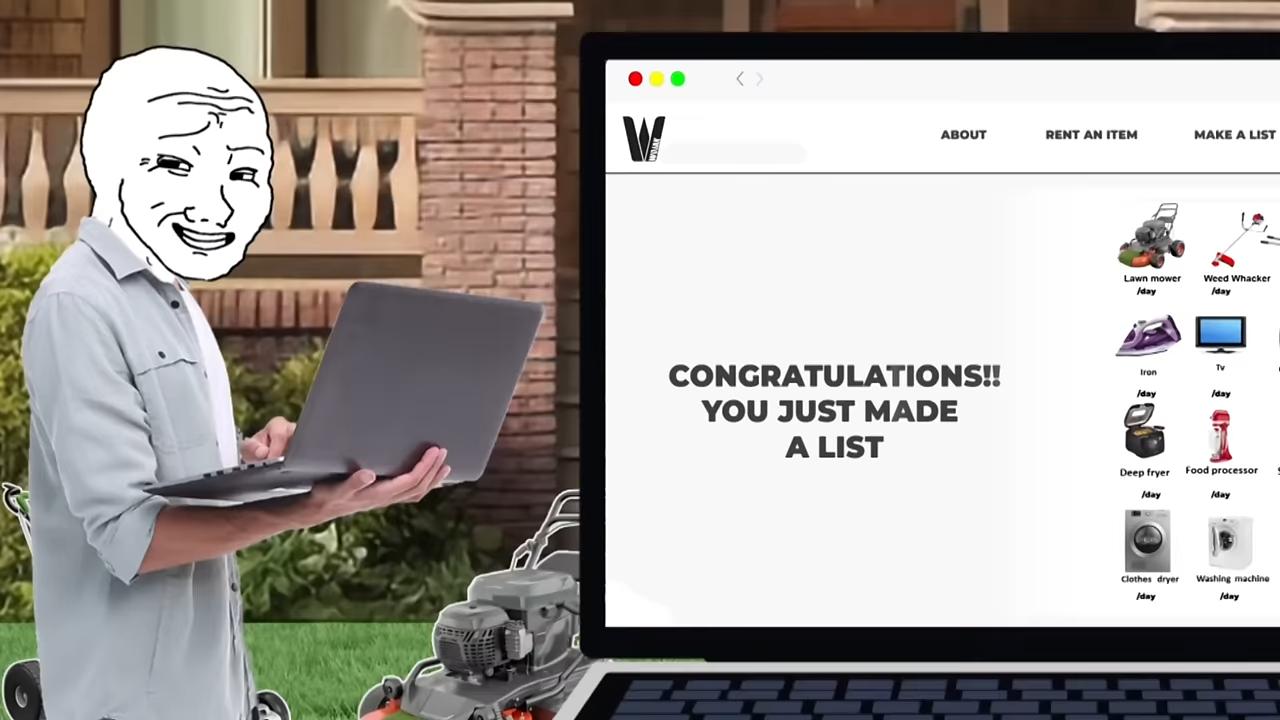 W
ABOUT
RENT AN ITEM
MAKE A LIST
Lawn mower
Weed Whacker
/day
/day
CONGRATULATIONS!!
YOU JUST MADE
A LIST
Iron
Tv
/day
/day
Deep fryer
Food processor
/day
/day
Clothes dryer
Washing machine
/day
/day